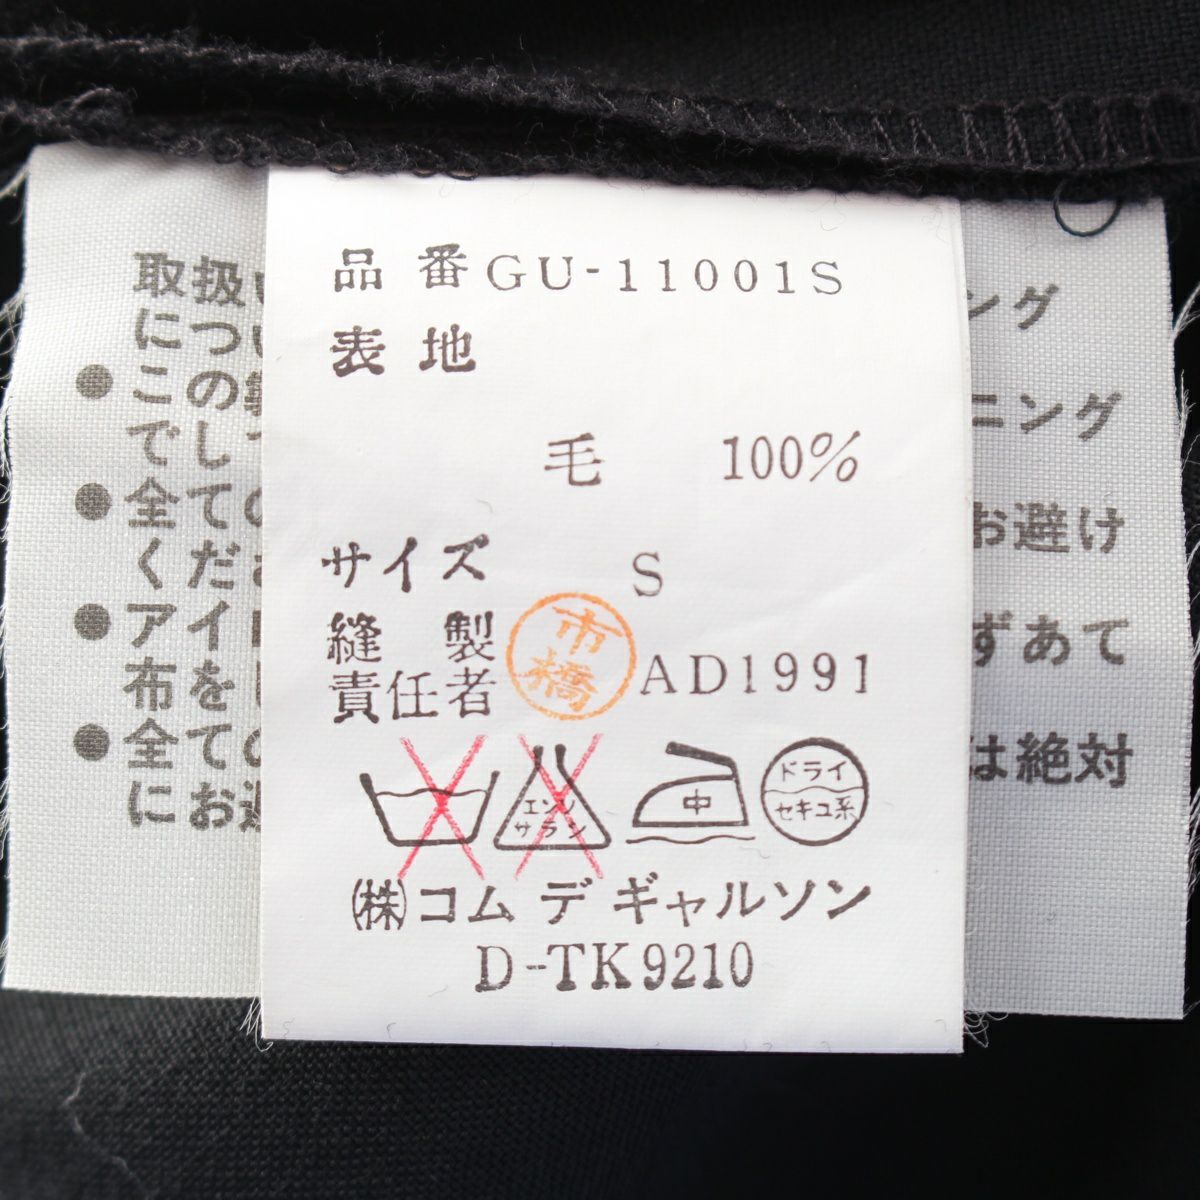 品番 GU-11001S
表地
毛 100%
サイズ S
縫製
責任者 市橋 AD1991
エンソ
サラン
中
ドライ
セキユ系
(株)コム デ ギャルソン
D-TK9210
取扱い
につい
●この
でして
●全ての
くだ
●アイ
布を
●全ての
にお避
ング
ニング
お避け
ずあて
は絶対